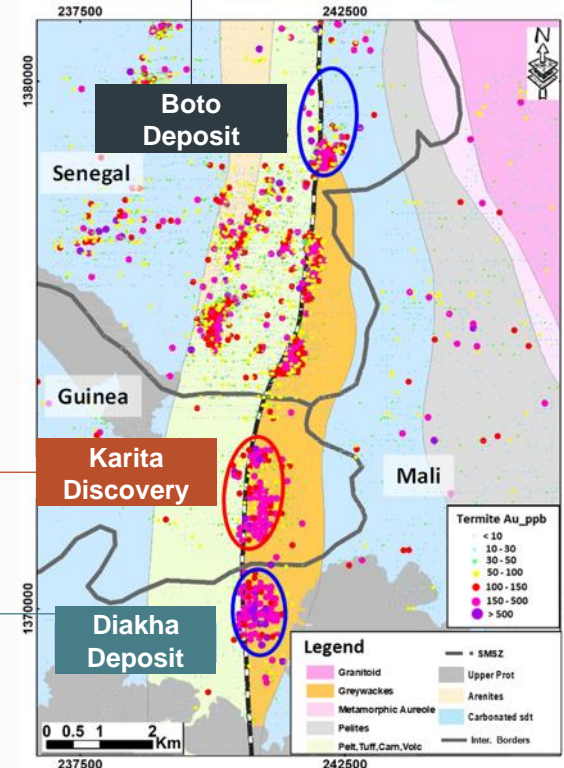 237500
242500
1380000
N
Boto
Deposit
Senegal
Guinea
Karita
Discovery
Mali
Termite Au_ppb
< 10
10 - 30
30 - 50
50 - 100
100 - 150
150 - 500
> 500
1370000
Diakha
Deposit
Legend
Granitoid
Greywackes
Metamorphic Aureole
Pelites
Pelt,Tuff,Carn,Volc
SMSZ
Upper Prot
Arenites
Carbonated sdt
Inter. Borders
0 0.5 1 2
Km
237500
242500